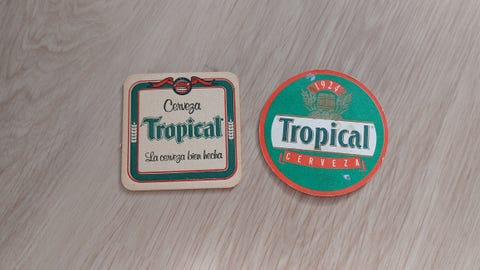 Cerveza
Tropical
La cerveza bien hecha
1924
Tropical
CERVEZA